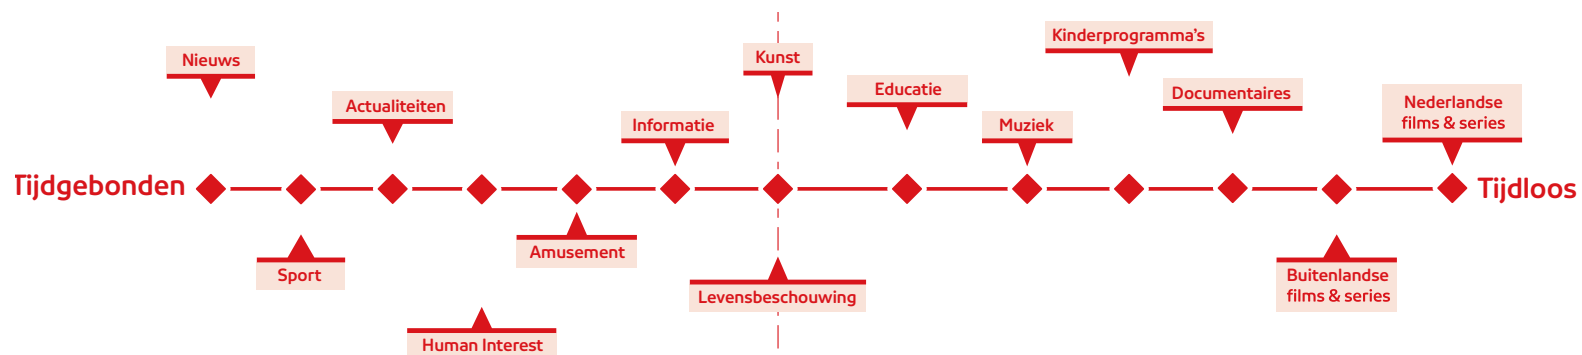 Kinderprogramma's
Nieuws
Kunst
Educatie
Documentaires
Actualiteiten
Nederlandse
films & series
Informatie
Muziek
Tijdgebonden
Tijdloos
Amusement
Sport
Buitenlandse
films & series
Levensbeschouwing
Human Interest